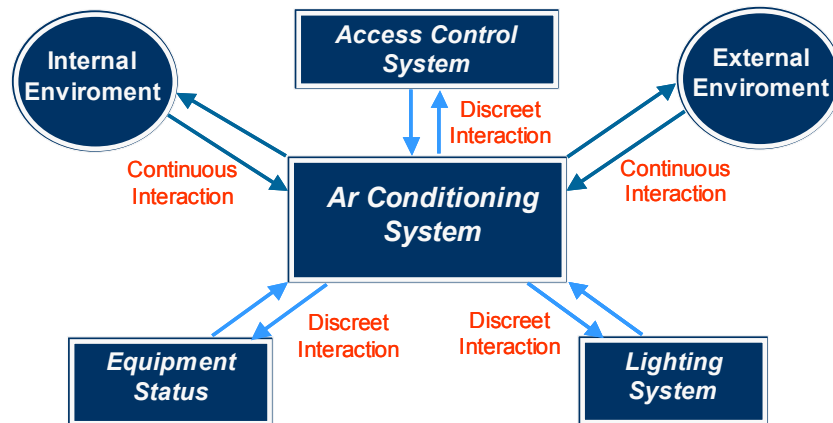 Internal
Enviroment
Access Control
System
External
Enviroment
Discreet
Interaction
Continuous
Interaction
Continuous
Interaction
Ar Conditioning
System
Discreet
Interaction
Discreet
Interaction
Equipment
Status
Lighting
System